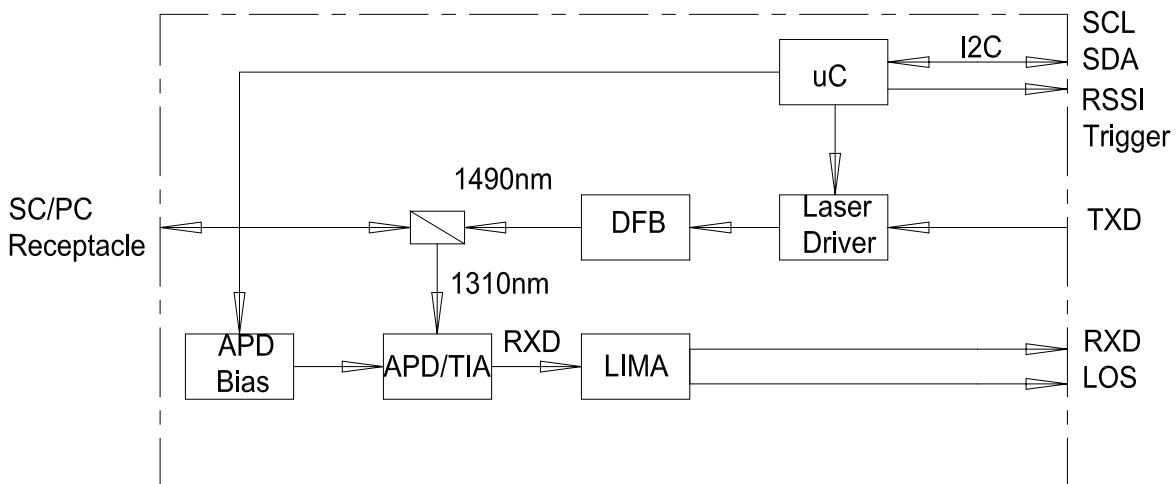 SCL
I2C
SDA
uC
RSSI
Trigger
1490nm
SC/PC
Receptacle
DFB
Laser
Driver
TXD
1310nm
APD
Bias
APD/TIA
RXD
LIMA
RXD
LOS